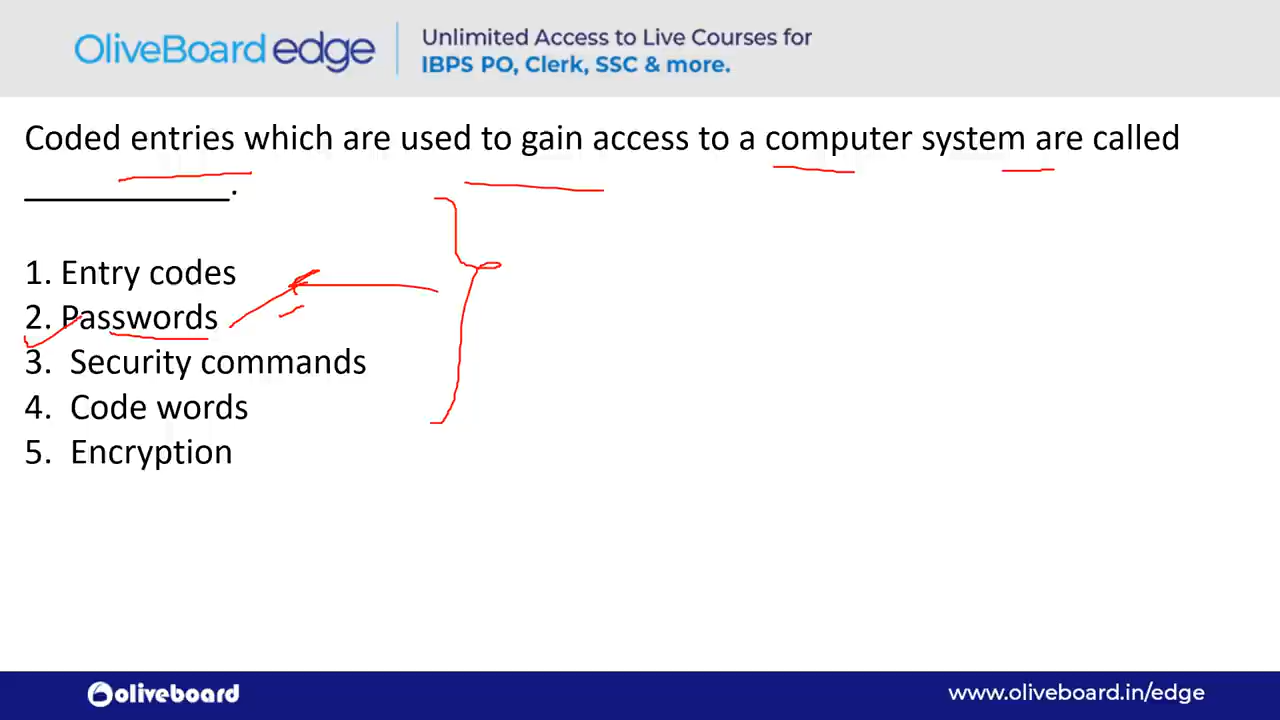 OliveBoard edge
Unlimited Access to Live Courses for
IBPS PO, Clerk, SSC & more.
Coded entries which are used to gain access to a computer system are called
____________.
1. Entry codes
2. Passwords
3. Security commands
4. Code words
5. Encryption
oliveboard
www.oliveboard.in/edge